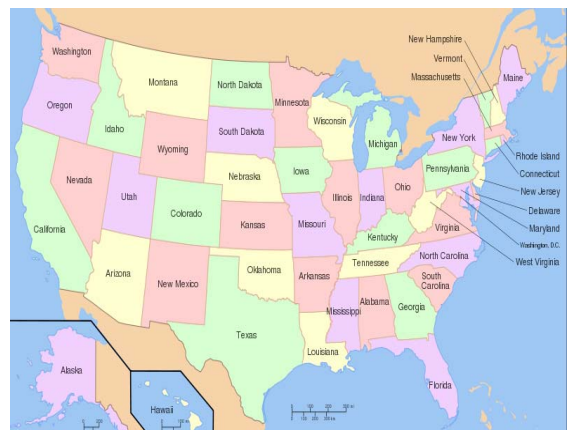 New Hampshire
Vermont
Massachusetts
Washington
Montana
North Dakota
Minnesota
Maine
Oregon
Idaho
Wyoming
South Dakota
Wisconsin
Michigan
New York
Rhode Island
Connecticut
New Jersey
Delaware
Maryland
Washington, D.C.
West Virginia
Nevada
Utah
Colorado
Nebraska
Iowa
Illinois
Indiana
Ohio
Pennsylvania
California
Kansas
Missouri
Kentucky
Virginia
Arizona
New Mexico
Oklahoma
Arkansas
Tennessee
North Carolina
South
Carolina
Texas
Louisiana
Mississippi
Alabama
Georgia
Florida
Alaska
Hawaii